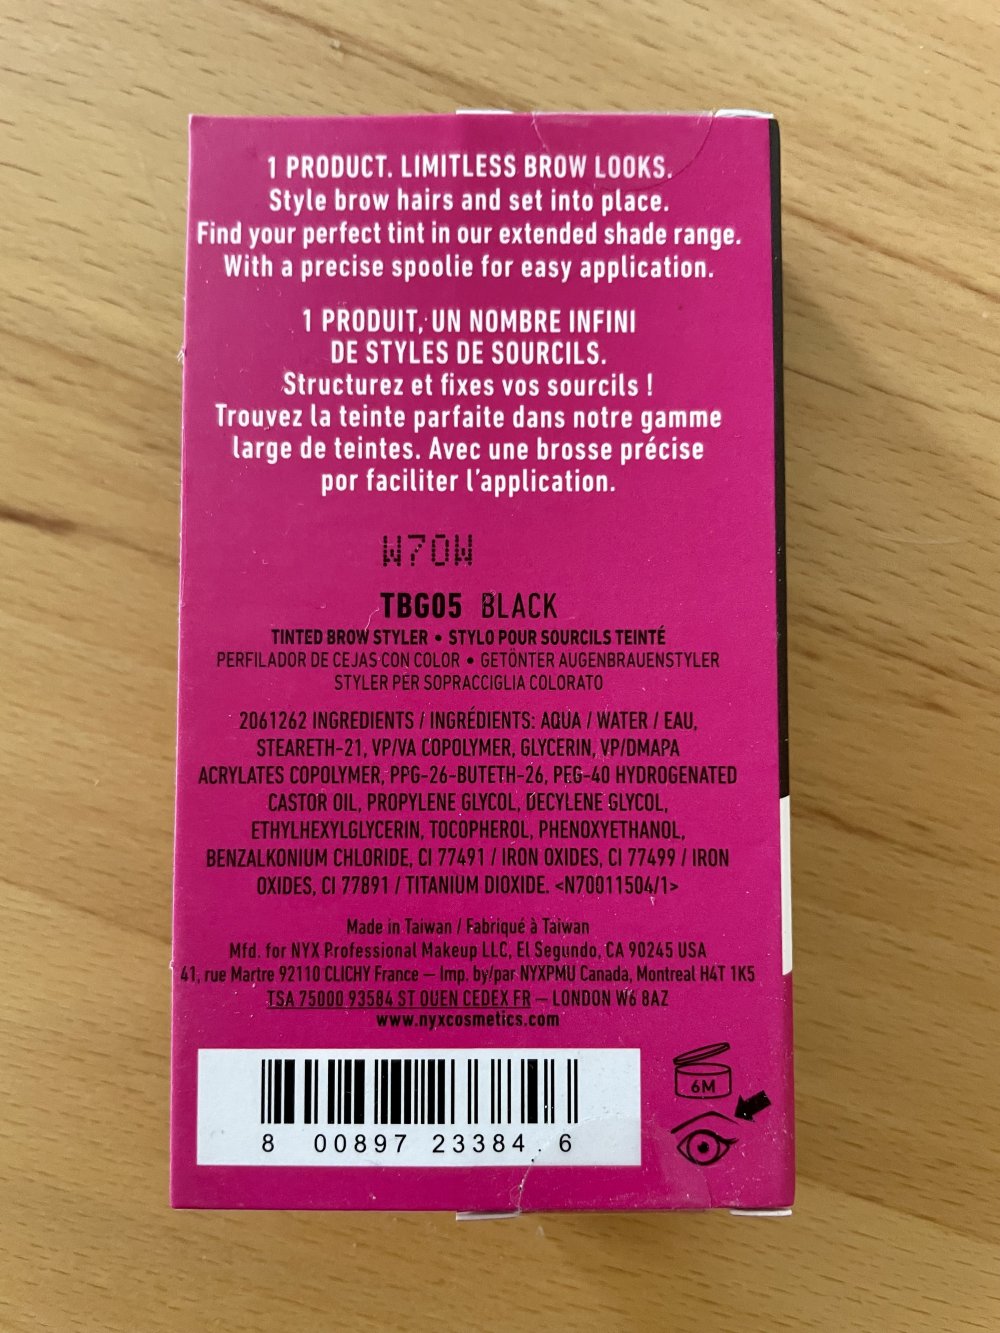 1 PRODUCT. LIMITLESS BROW LOOKS.
Style brow hairs and set into place.
Find your perfect tint in our extended shade range.
With a precise spoolie for easy application.
1 PRODUIT, UN NOMBRE INFINI
DE STYLES DE SOURCILS.
Structurez et fixes vos sourcils !
Trouvez la teinte parfaite dans notre gamme
large de teintes. Avec une brosse précise
por faciliter l'application.
W70W
TBG05 BLACK
TINTED BROW STYLER • STYLO POUR SOURCILS TEINTÉ
PERFILADOR DE CEJAS CON COLOR • GETÖNTER AUGENBRAUENSTYLER
STYLER PER SOPRACCIGLIA COLORATO
2061262 INGREDIENTS / INGRÉDIENTS: AQUA / WATER / EAU,
STEARETH-21, VP/VA COPOLYMER, GLYCERIN, VP/DMAPA
ACRYLATES COPOLYMER, PPG-26-BUTETH-26, PEG-40 HYDROGENATED
CASTOR OIL, PROPYLENE GLYCOL, DECYLENE GLYCOL,
ETHYLHEXYLGLYCERIN, TOCOPHEROL, PHENOXYETHANOL,
BENZALKONIUM CHLORIDE, CI 77491 / IRON OXIDES, CI 77499 / IRON
OXIDES, CI 77891 / TITANIUM DIOXIDE. <N70011504/1>
Made in Taiwan / Fabriqué à Taiwan
Mfd. for NYX Professional Makeup LLC, El Segundo, CA 90245 USA
41, rue Martre 92110 CLICHY France – Imp. by/par NYXPMU Canada, Montreal H4T 1K5
TSA 75000 93584 ST OUEN CEDEX FR – LONDON W6 8AZ
www.nyxcosmetics.com
8 00897 23384 6
6M